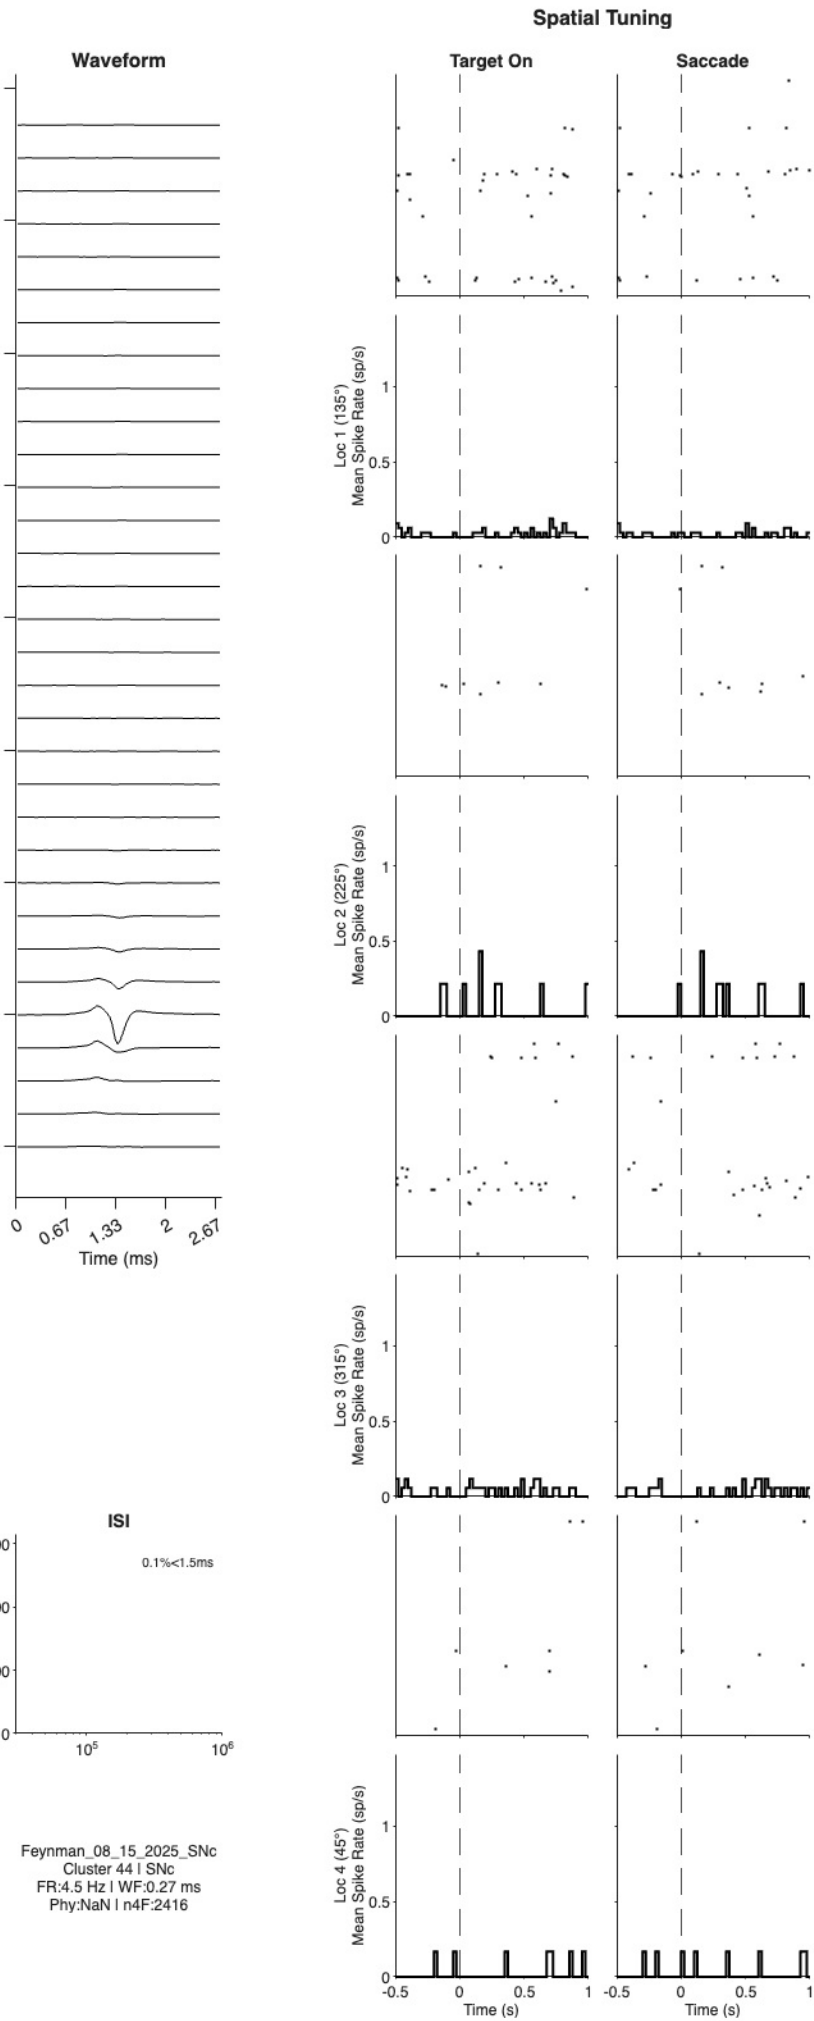 Spatial Tuning
Waveform
Target On
Saccade
Loc 1 (135°)
Mean Spike Rate (sp/s)
1
0.5
0
Loc 2 (225°)
Mean Spike Rate (sp/s)
1
0.5
0
0
0.67
1.33
2
2.67
Time (ms)
Loc 3 (315°)
Mean Spike Rate (sp/s)
1
0.5
0
ISI
0.1%<1.5ms
0
10⁵
10⁶
Feynman_08_15_2025_SNc
Cluster 44 | SNc
FR:4.5 Hz | WF:0.27 ms
Phy:NaN | n4F:2416
Loc 4 (45°)
Mean Spike Rate (sp/s)
1
0.5
0
-0.5 0 0.5 1
Time (s)
-0.5 0 0.5 1
Time (s)